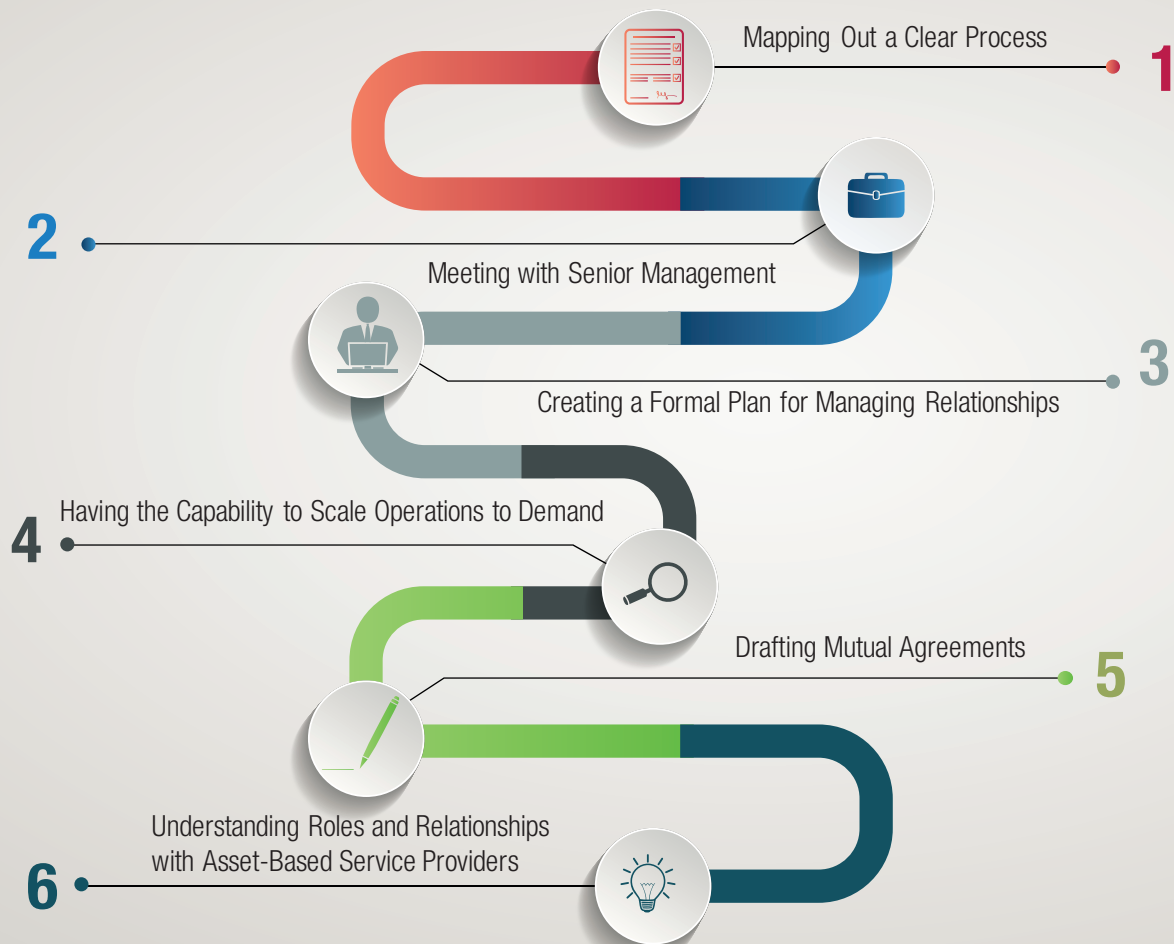 Mapping Out a Clear Process
1
2
Meeting with Senior Management
3
Creating a Formal Plan for Managing Relationships
Having the Capability to Scale Operations to Demand
4
Drafting Mutual Agreements
5
Understanding Roles and Relationships
with Asset-Based Service Providers
6